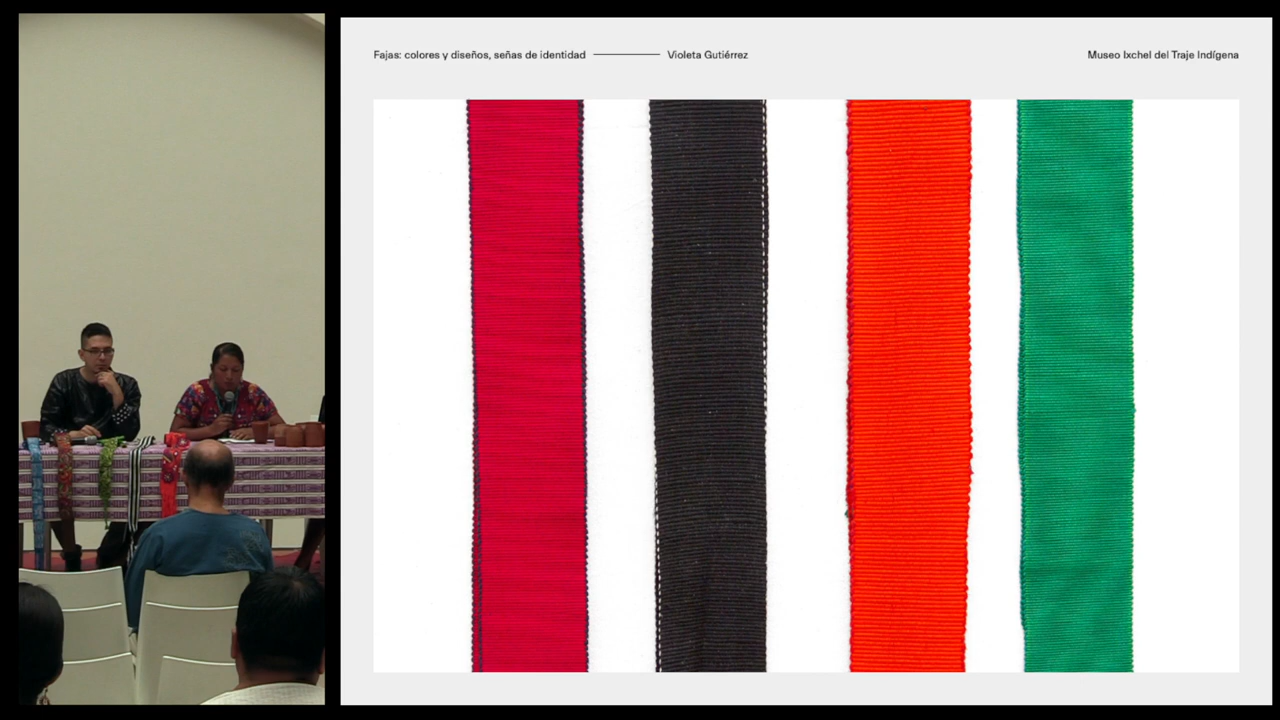 Fajas: colores y diseños, señas de identidad
Violeta Gutiérrez
Museo Ixchel del Traje Indígena